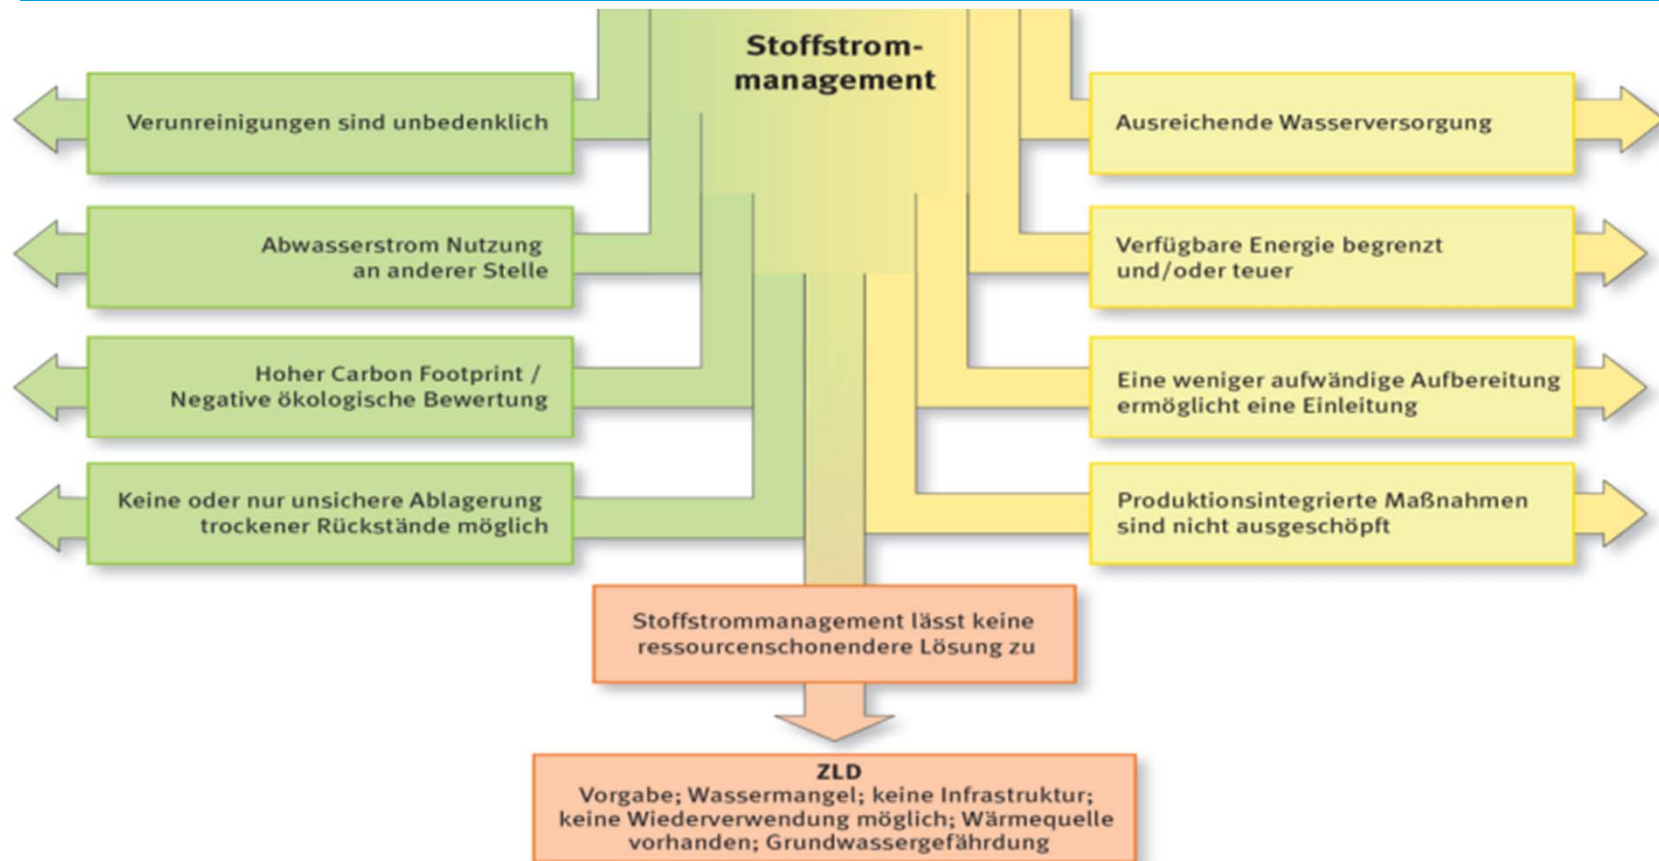 Stoffstrom-
management
Verunreinigungen sind unbedenklich
Abwasserstrom Nutzung
an anderer Stelle
Hoher Carbon Footprint /
Negative ökologische Bewertung
Keine oder nur unsichere Ablagerung
trockener Rückstände möglich
Ausreichende Wasserversorgung
Verfügbare Energie begrenzt
und/oder teuer
Eine weniger aufwändige Aufbereitung
ermöglicht eine Einleitung
Produktionsintegrierte Maßnahmen
sind nicht ausgeschöpft
Stoffstrommanagement lässt keine
ressourcenschonendere Lösung zu
ZLD
Vorgabe; Wassermangel; keine Infrastruktur;
keine Wiederverwendung möglich; Wärmequelle
vorhanden; Grundwassergefährdung